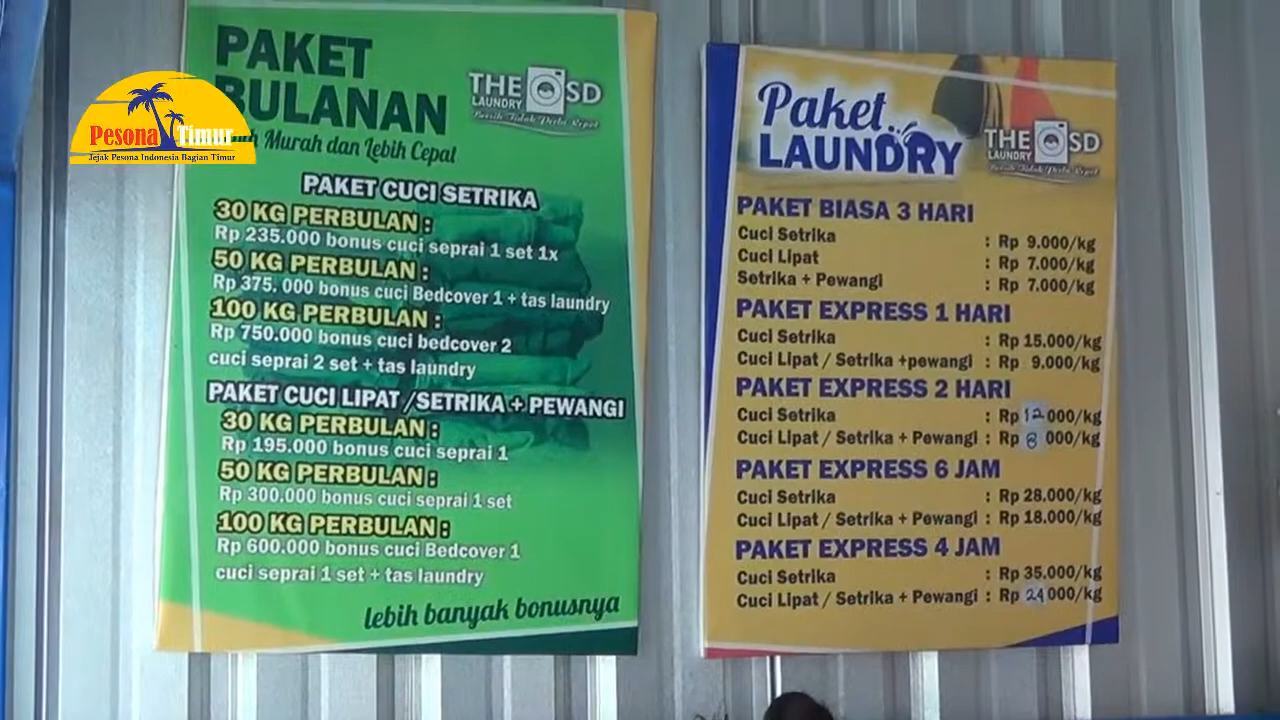 PAKET
BULANAN
Murah dan Lebih Cepat
THE OSD
LAUNDRY
Bersih Tidak Perlu Repot
Pesona Timur
Jejak Pesona Indonesia Bagian Timur
PAKET CUCI SETRIKA
30 KG PERBULAN :
Rp 235.000 bonus cuci seprai 1 set 1x
50 KG PERBULAN :
Rp 375. 000 bonus cuci Bedcover 1 + tas laundry
100 KG PERBULAN :
Rp 750.000 bonus cuci bedcover 2
cuci seprai 2 set + tas laundry
PAKET CUCI LIPAT /SETRIKA + PEWANGI
30 KG PERBULAN :
Rp 195.000 bonus cuci seprai 1
50 KG PERBULAN :
Rp 300.000 bonus cuci seprai 1 set
100 KG PERBULAN :
Rp 600.000 bonus cuci Bedcover 1
cuci seprai 1 set + tas laundry
lebih banyak bonusnya
Paket
LAUNDRY
THE OSD
LAUNDRY
Bersih Tidak Perlu Repot
PAKET BIASA 3 HARI
Cuci Setrika : Rp 9.000/kg
Cuci Lipat : Rp 7.000/kg
Setrika + Pewangi : Rp 7.000/kg
PAKET EXPRESS 1 HARI
Cuci Setrika : Rp 15.000/kg
Cuci Lipat / Setrika +pewangi : Rp 9.000/kg
PAKET EXPRESS 2 HARI
Cuci Setrika : Rp 12 000/kg
Cuci Lipat / Setrika + Pewangi : Rp 8 000/kg
PAKET EXPRESS 6 JAM
Cuci Setrika : Rp 28.000/kg
Cuci Lipat / Setrika + Pewangi : Rp 18.000/kg
PAKET EXPRESS 4 JAM
Cuci Setrika : Rp 35.000/kg
Cuci Lipat / Setrika + Pewangi : Rp 24 000/kg